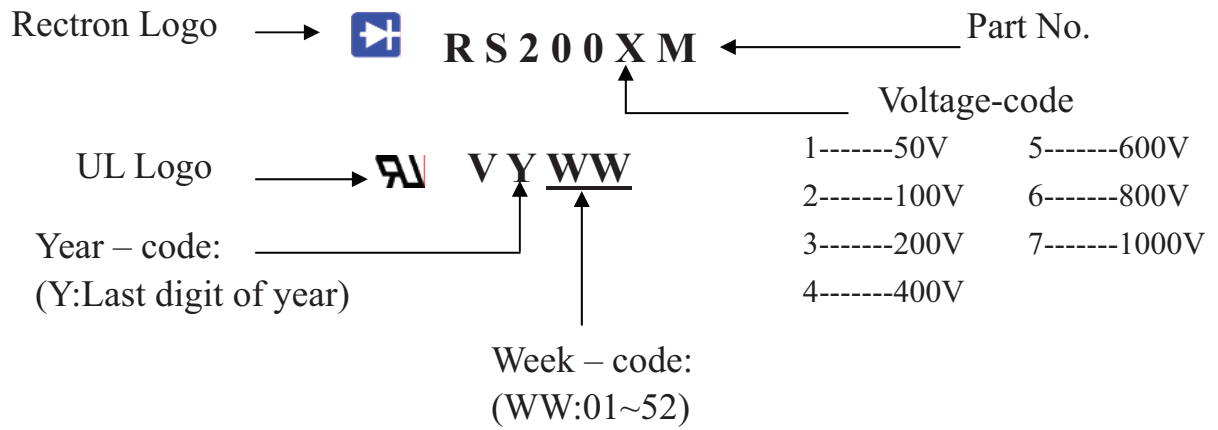 Rectron Logo
R S 2 0 0 X M
Part No.
Voltage-code
1-------50V 5-------600V
2-------100V 6-------800V
3-------200V 7-------1000V
4-------400V
UL Logo
V Y WW
Year – code:
(Y:Last digit of year)
Week – code:
(WW:01~52)